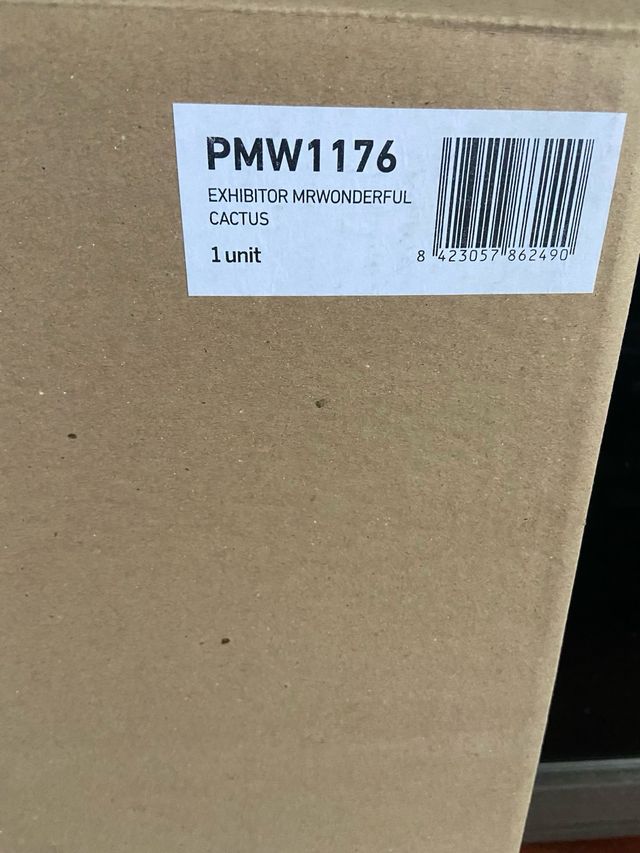 PMW1176
EXHIBITOR MRWONDERFUL
CACTUS
1 unit
8 423057 862490